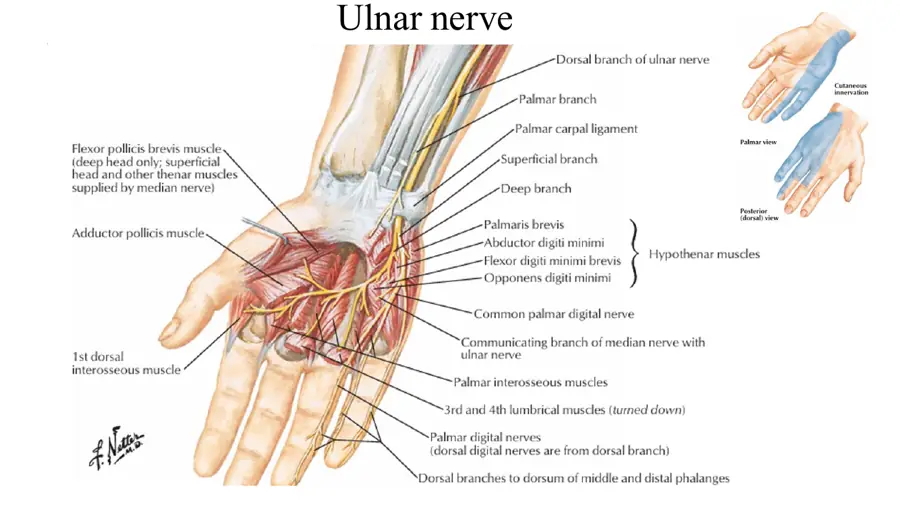 Ulnar nerve
Dorsal branch of ulnar nerve
Palmar branch
Palmar carpal ligament
Superficial branch
Deep branch
Palmaris brevis
Abductor digiti minimi
Flexor digiti minimi brevis
Opponens digiti minimi
Hypothenar muscles
Common palmar digital nerve
Communicating branch of median nerve with
ulnar nerve
Palmar interosseous muscles
3rd and 4th lumbrical muscles (turned down)
Palmar digital nerves
(dorsal digital nerves are from dorsal branch)
Dorsal branches to dorsum of middle and distal phalanges
Flexor pollicis brevis muscle
(deep head only; superficial
head and other thenar muscles
supplied by median nerve)
Adductor pollicis muscle
1st dorsal
interosseous muscle
F. Netter
M.D.
Cutaneous
innervation
Palmar view
Posterior
(dorsal) view